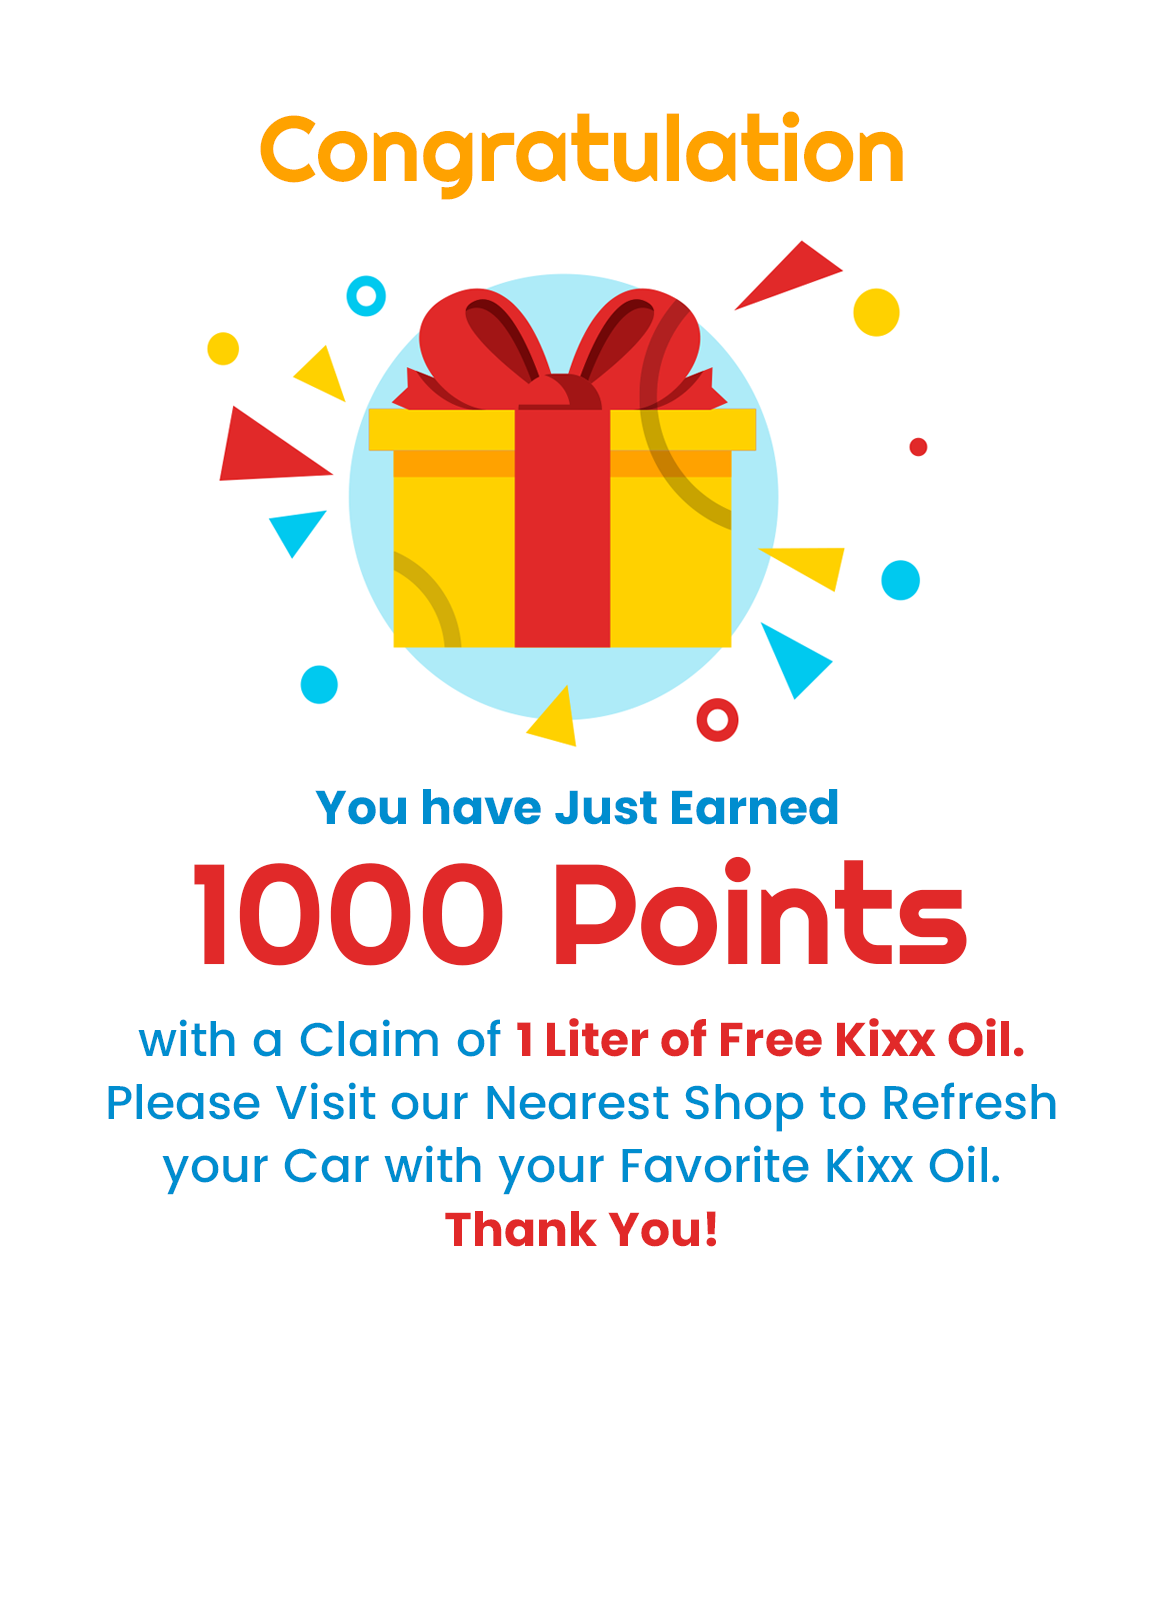 Congratulation
You have Just Earned
1000 Points
with a Claim of 1 Liter of Free Kixx Oil.
Please Visit our Nearest Shop to Refresh
your Car with your Favorite Kixx Oil.
Thank You!